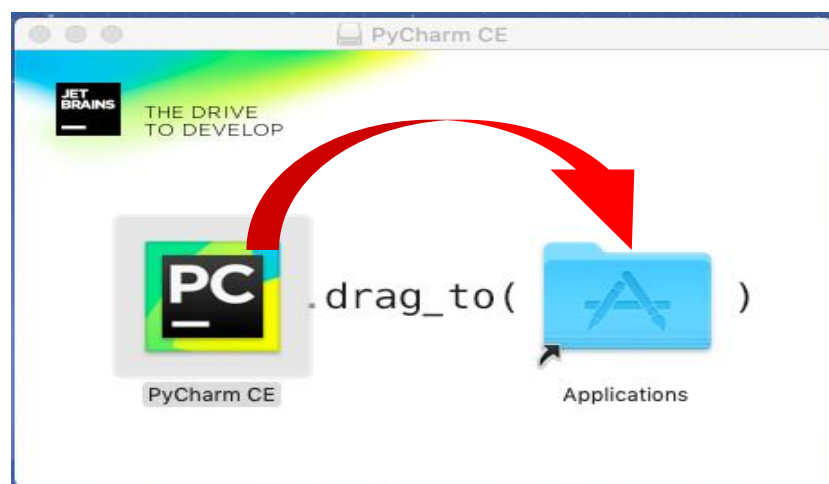 PyCharm CE
JET
BRAINS
THE DRIVE
TO DEVELOP
PC
.drag_to( )
PyCharm CE
Applications